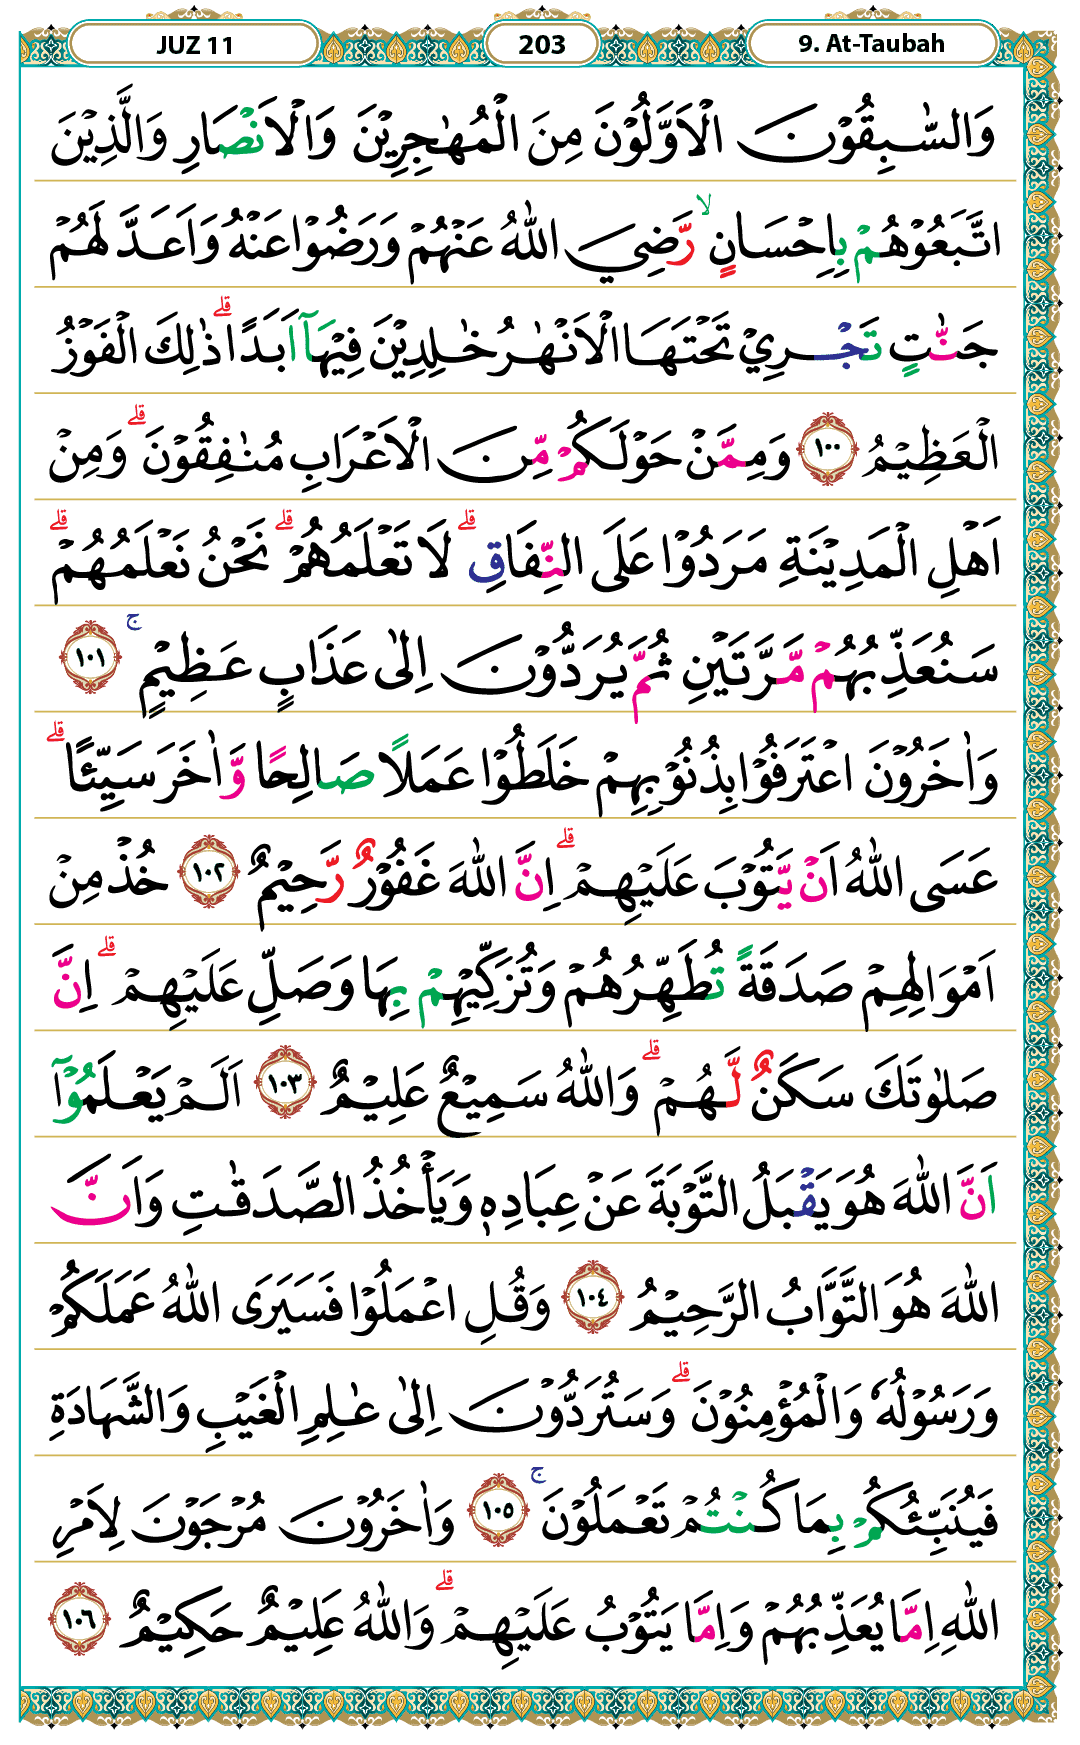 JUZ 11
203
9. At-Taubah
وَالسّٰبِقُوْنَ الْاَوَّلُوْنَ مِنَ الْمُهٰجِرِيْنَ وَالْاَنْصَارِ وَالَّذِيْنَ
اتَّبَعُوْهُمْ بِاِحْسَانٍ ۙ رَّضِيَ اللّٰهُ عَنْهُمْ وَرَضُوْا عَنْهُ وَاَعَدَّ لَهُمْ
جَنّٰتٍ تَجْرِيْ تَحْتَهَا الْاَنْهٰرُ خٰلِدِيْنَ فِيْهَآ اَبَدًا ۗ ذٰلِكَ الْفَوْزُ
الْعَظِيْمُ ١٠٠ وَمِمَّنْ حَوْلَكُمْ مِّنَ الْاَعْرَابِ مُنٰفِقُوْنَ ۗ وَمِنْ
اَهْلِ الْمَدِيْنَةِ مَرَدُوْا عَلَى النِّفَاقِ ۗ لَا تَعْلَمُهُمْ ۗ نَحْنُ نَعْلَمُهُمْ ۗ
سَنُعَذِّبُهُمْ مَّرَّتَيْنِ ثُمَّ يُرَدُّوْنَ اِلٰى عَذَابٍ عَظِيْمٍ ۚ ١٠١
وَاٰخَرُوْنَ اعْتَرَفُوْا بِذُنُوْبِهِمْ خَلَطُوْا عَمَلًا صَالِحًا وَّاٰخَرَ سَيِّئًا ۗ
عَسَى اللّٰهُ اَنْ يَّتُوْبَ عَلَيْهِمْ ۗ اِنَّ اللّٰهَ غَفُوْرٌ رَّحِيْمٌ ١٠٢ خُذْ مِنْ
اَمْوَالِهِمْ صَدَقَةً تُطَهِّرُهُمْ وَتُزَكِّيْهِمْ بِهَا وَصَلِّ عَلَيْهِمْ ۗ اِنَّ
صَلٰوتَكَ سَكَنٌ لَّهُمْ ۗ وَاللّٰهُ سَمِيْعٌ عَلِيْمٌ ١٠٣ اَلَمْ يَعْلَمُوْٓا
اَنَّ اللّٰهَ هُوَ يَقْبَلُ التَّوْبَةَ عَنْ عِبَادِهٖ وَيَأْخُذُ الصَّدَقٰتِ وَاَنَّ
اللّٰهَ هُوَ التَّوَّابُ الرَّحِيْمُ ١٠٤ وَقُلِ اعْمَلُوْا فَسَيَرَى اللّٰهُ عَمَلَكُمْ
وَرَسُوْلُهٗ وَالْمُؤْمِنُوْنَ ۗ وَسَتُرَدُّوْنَ اِلٰى عٰلِمِ الْغَيْبِ وَالشَّهَادَةِ
فَيُنَبِّئُكُمْ بِمَا كُنْتُمْ تَعْمَلُوْنَ ۚ ١٠٥ وَاٰخَرُوْنَ مُرْجَوْنَ لِاَمْرِ
اللّٰهِ اِمَّا يُعَذِّبُهُمْ وَاِمَّا يَتُوْبُ عَلَيْهِمْ ۗ وَاللّٰهُ عَلِيْمٌ حَكِيْمٌ ١٠٦